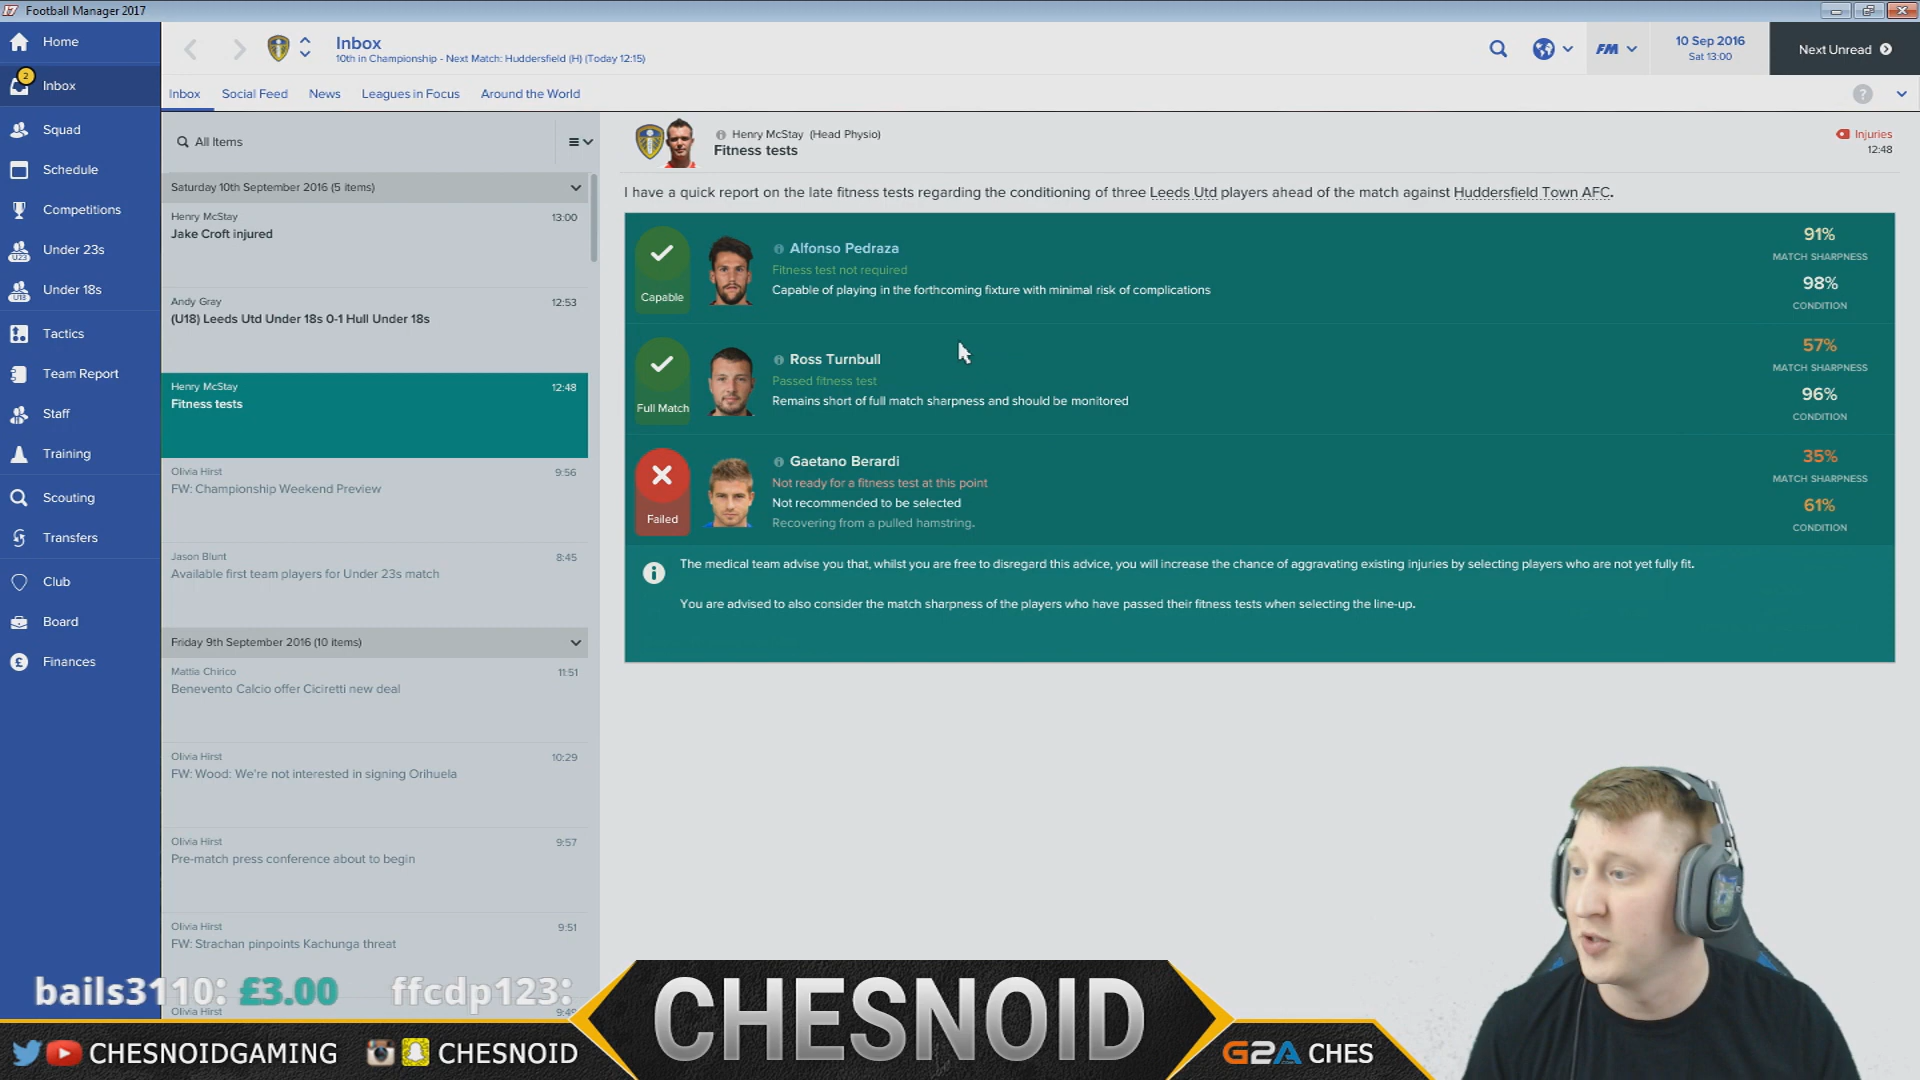 Football Manager 2017
Home
2
Inbox
Squad
Schedule
Competitions
U23
Under 23s
U18
Under 18s
Tactics
Team Report
Staff
Training
Scouting
Transfers
Club
Board
Finances
Inbox
10th in Championship - Next Match: Huddersfield (H) (Today 12:15)
FM
10 Sep 2016
Sat 13:00
Next Unread
Inbox
Social Feed
News
Leagues in Focus
Around the World
?
All Items
Saturday 10th September 2016 (5 items)
Henry McStay 13:00
Jake Croft injured
Andy Gray 12:53
(U18) Leeds Utd Under 18s 0-1 Hull Under 18s
Henry McStay 12:48
Fitness tests
Olivia Hirst 9:56
FW: Championship Weekend Preview
Jason Blunt 8:45
Available first team players for Under 23s match
Friday 9th September 2016 (10 items)
Mattia Chirico 11:51
Benevento Calcio offer Ciciretti new deal
Olivia Hirst 10:29
FW: Wood: We're not interested in signing Orihuela
Olivia Hirst 9:57
Pre-match press conference about to begin
Olivia Hirst 9:51
FW: Strachan pinpoints Kachunga threat
Olivia Hirst
Henry McStay (Head Physio)
Fitness tests
Injuries
12:48
I have a quick report on the late fitness tests regarding the conditioning of three Leeds Utd players ahead of the match against Huddersfield Town AFC.
Capable
Alfonso Pedraza
Fitness test not required
Capable of playing in the forthcoming fixture with minimal risk of complications
91%
MATCH SHARPNESS
98%
CONDITION
Full Match
Ross Turnbull
Passed fitness test
Remains short of full match sharpness and should be monitored
57%
MATCH SHARPNESS
96%
CONDITION
Failed
Gaetano Berardi
Not ready for a fitness test at this point
Not recommended to be selected
Recovering from a pulled hamstring.
35%
MATCH SHARPNESS
61%
CONDITION
The medical team advise you that, whilst you are free to disregard this advice, you will increase the chance of aggravating existing injuries by selecting players who are not yet fully fit.
You are advised to also consider the match sharpness of the players who have passed their fitness tests when selecting the line-up.
bails3110: £3.00 ffcdp123:
CHESNOIDGAMING
CHESNOID
CHESNOID
G2A CHES